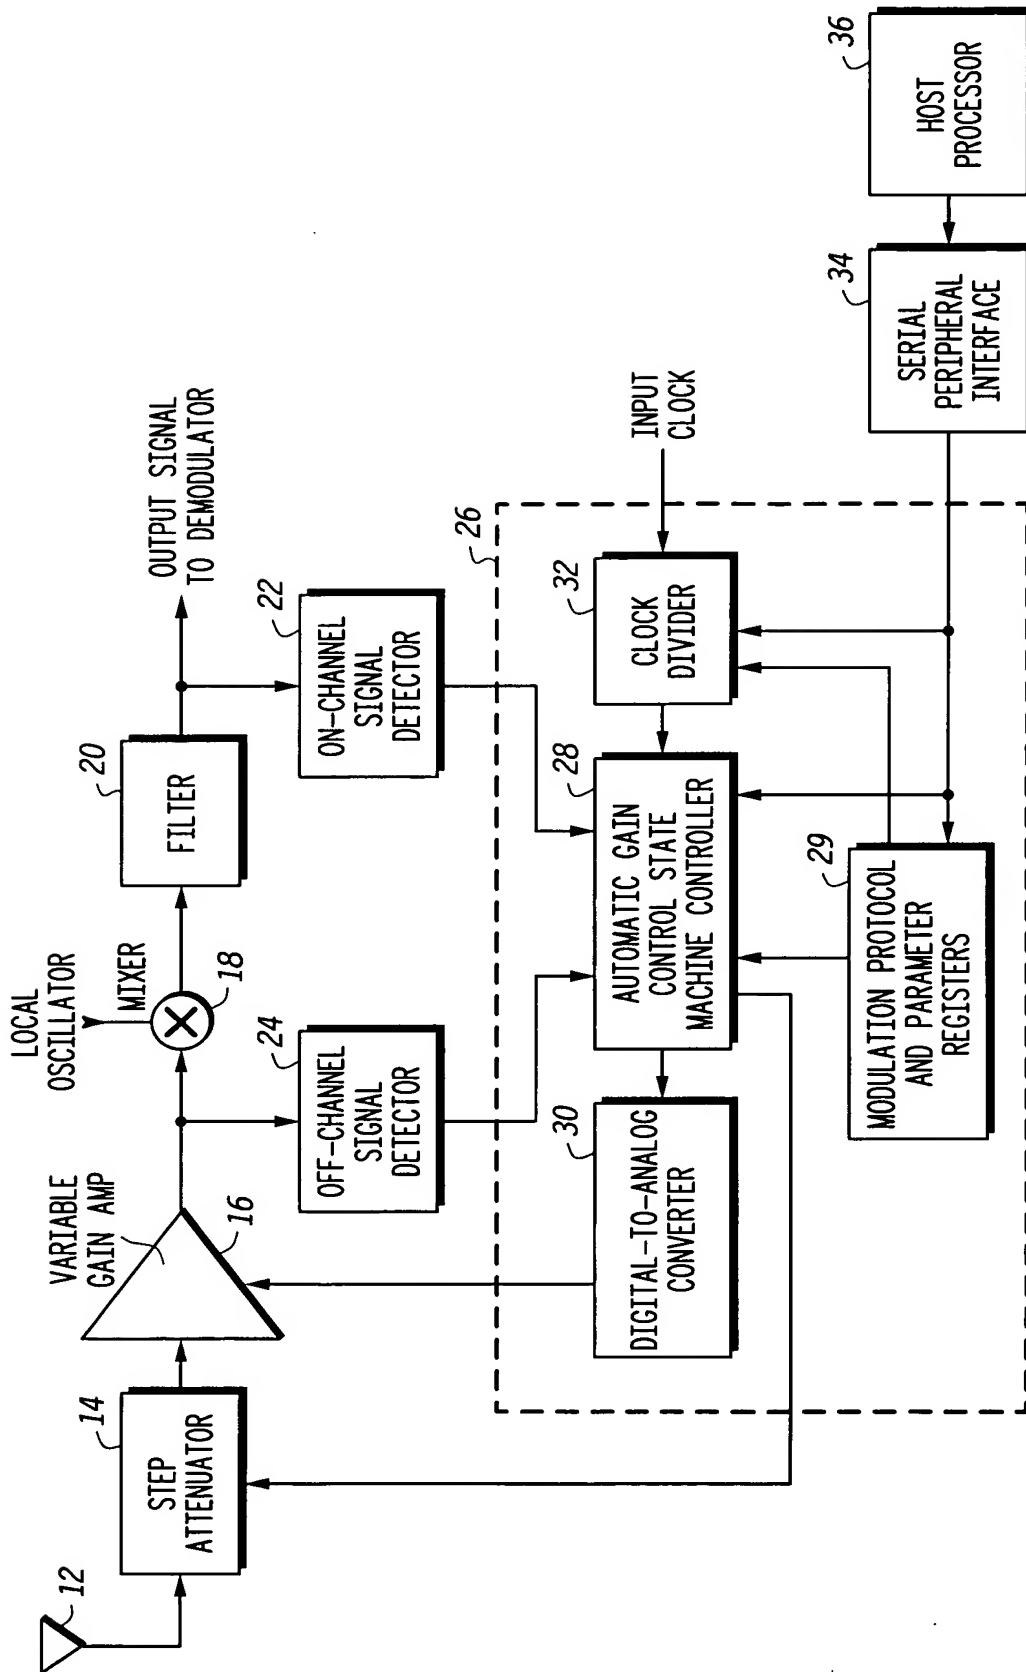 LOCAL
OSCILLATOR
OUTPUT SIGNAL
TO DEMODULATOR
VARIABLE
GAIN AMP
MIXER
12
14
STEP
ATTENUATOR
16
18
20
FILTER
24
OFF-CHANNEL
SIGNAL
DETECTOR
22
ON-CHANNEL
SIGNAL
DETECTOR
26
INPUT
CLOCK
30
DIGITAL-TO-ANALOG
CONVERTER
28
AUTOMATIC GAIN
CONTROL STATE
MACHINE CONTROLLER
32
CLOCK
DIVIDER
29
MODULATION PROTOCOL
AND PARAMETER
REGISTERS
34
SERIAL
PERIPHERAL
INTERFACE
36
HOST
PROCESSOR